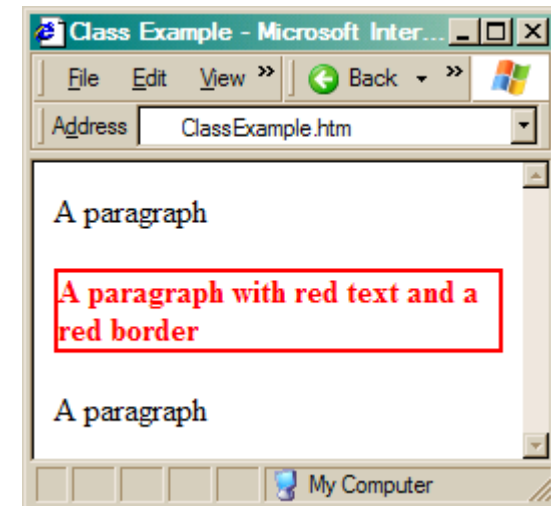 Class Example - Microsoft Inter...
File Edit View » Back »
Address ClassExample.htm
A paragraph
A paragraph with red text and a
red border
A paragraph
My Computer